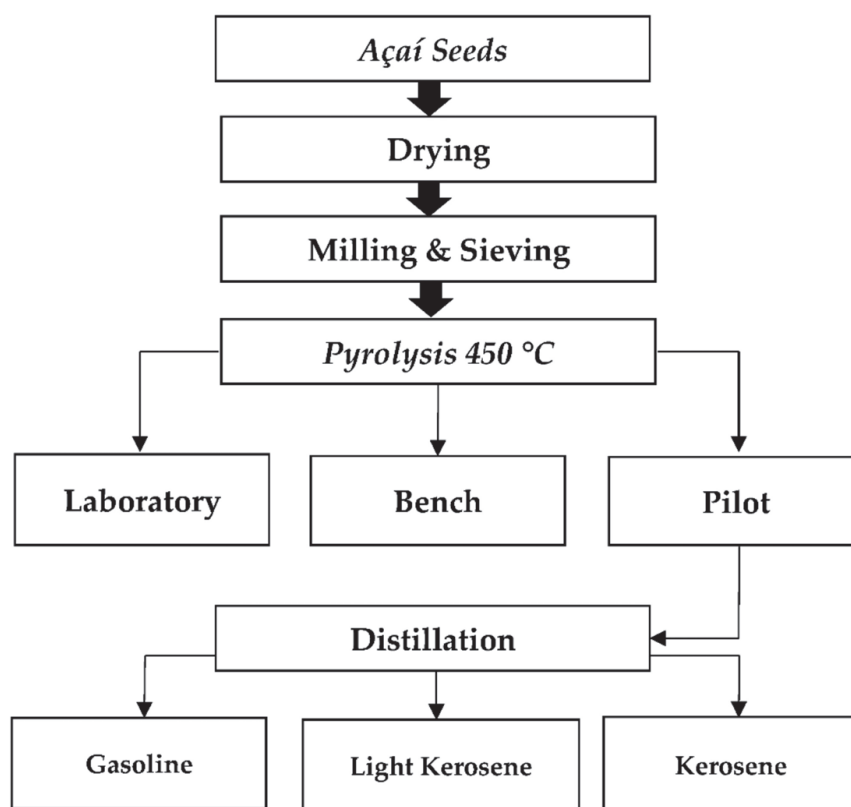 Açaí Seeds
Drying
Milling & Sieving
Pyrolysis 450 °C
Laboratory
Bench
Pilot
Distillation
Gasoline
Light Kerosene
Kerosene